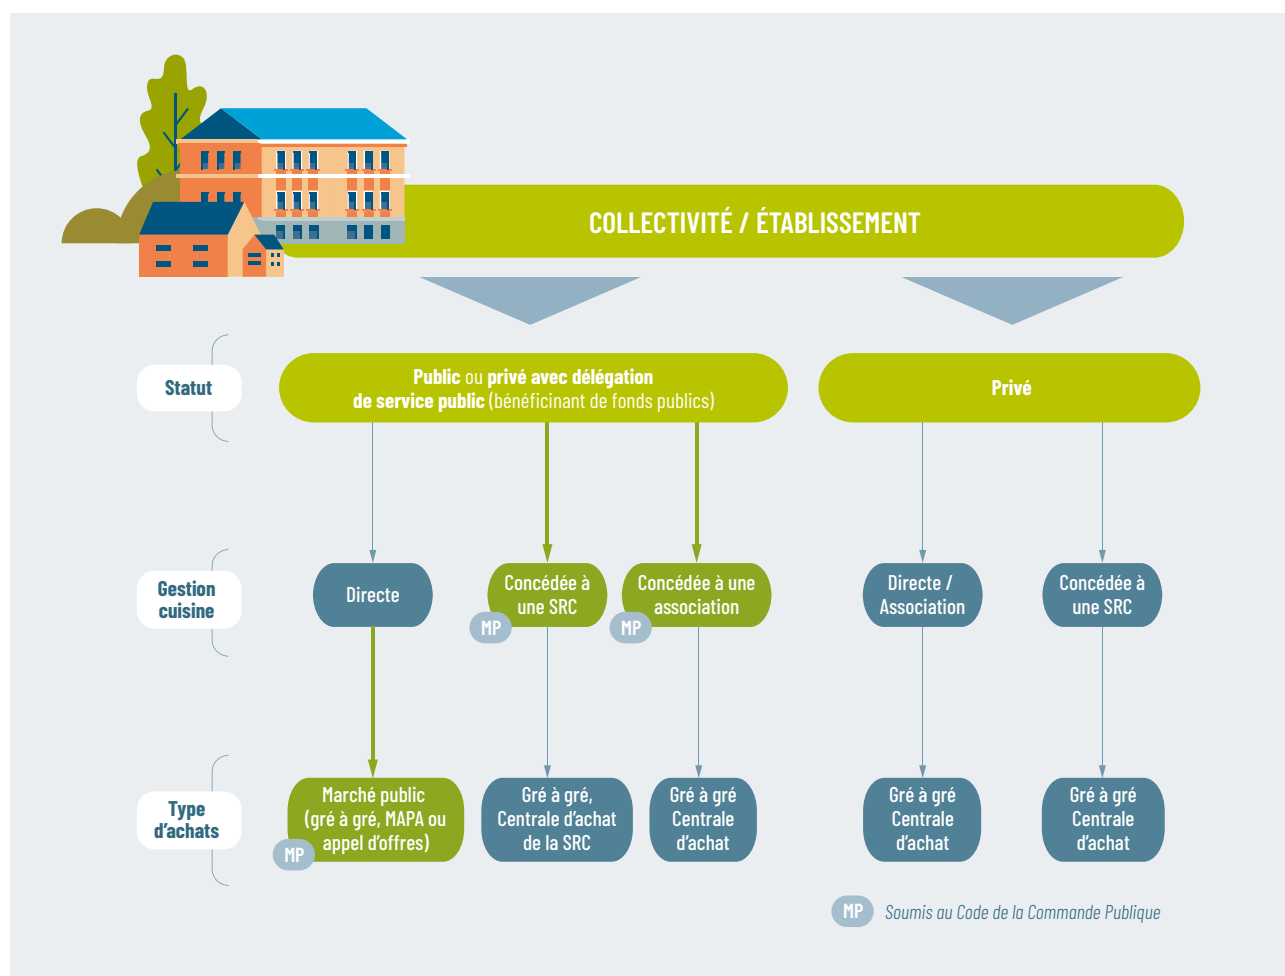 COLLECTIVITÉ / ÉTABLISSEMENT
Statut
Public ou privé avec délégation
de service public (bénéficinant de fonds publics)
Privé
Gestion
cuisine
Directe
Concédée à
une SRC
MP
Concédée à une
association
MP
Directe /
Association
Concédée à
une SRC
Type
d'achats
Marché public
(gré à gré, MAPA ou
appel d'offres)
MP
Gré à gré,
Centrale d'achat
de la SRC
Gré à gré
Centrale
d'achat
Gré à gré
Centrale
d'achat
Gré à gré
Centrale
d'achat
MP Soumis au Code de la Commande Publique